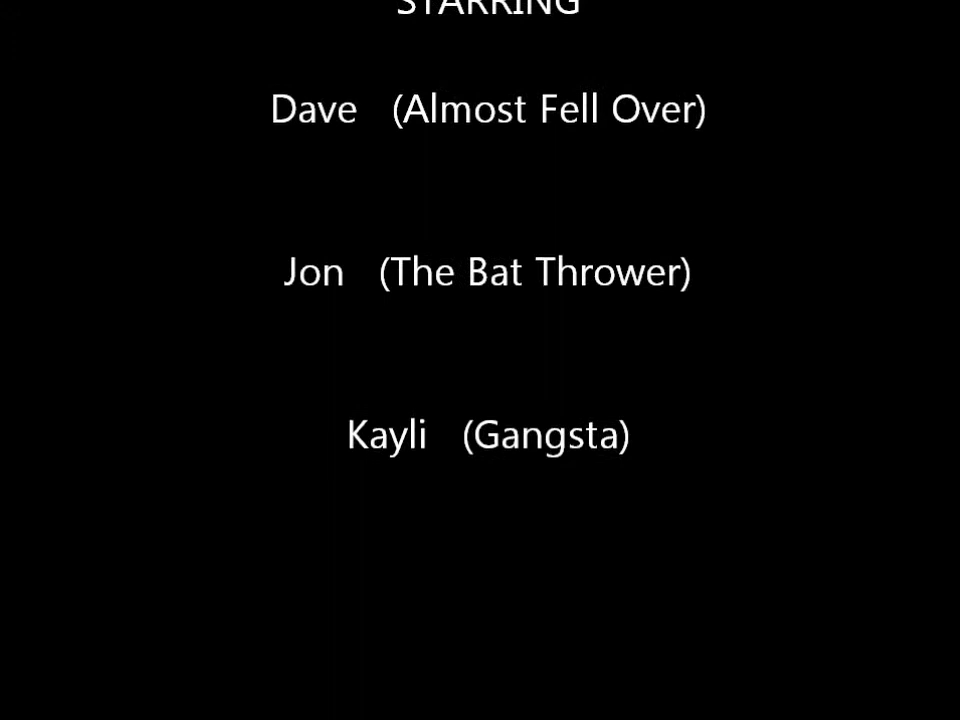 STARRING
Dave (Almost Fell Over)
Jon (The Bat Thrower)
Kayli (Gangsta)